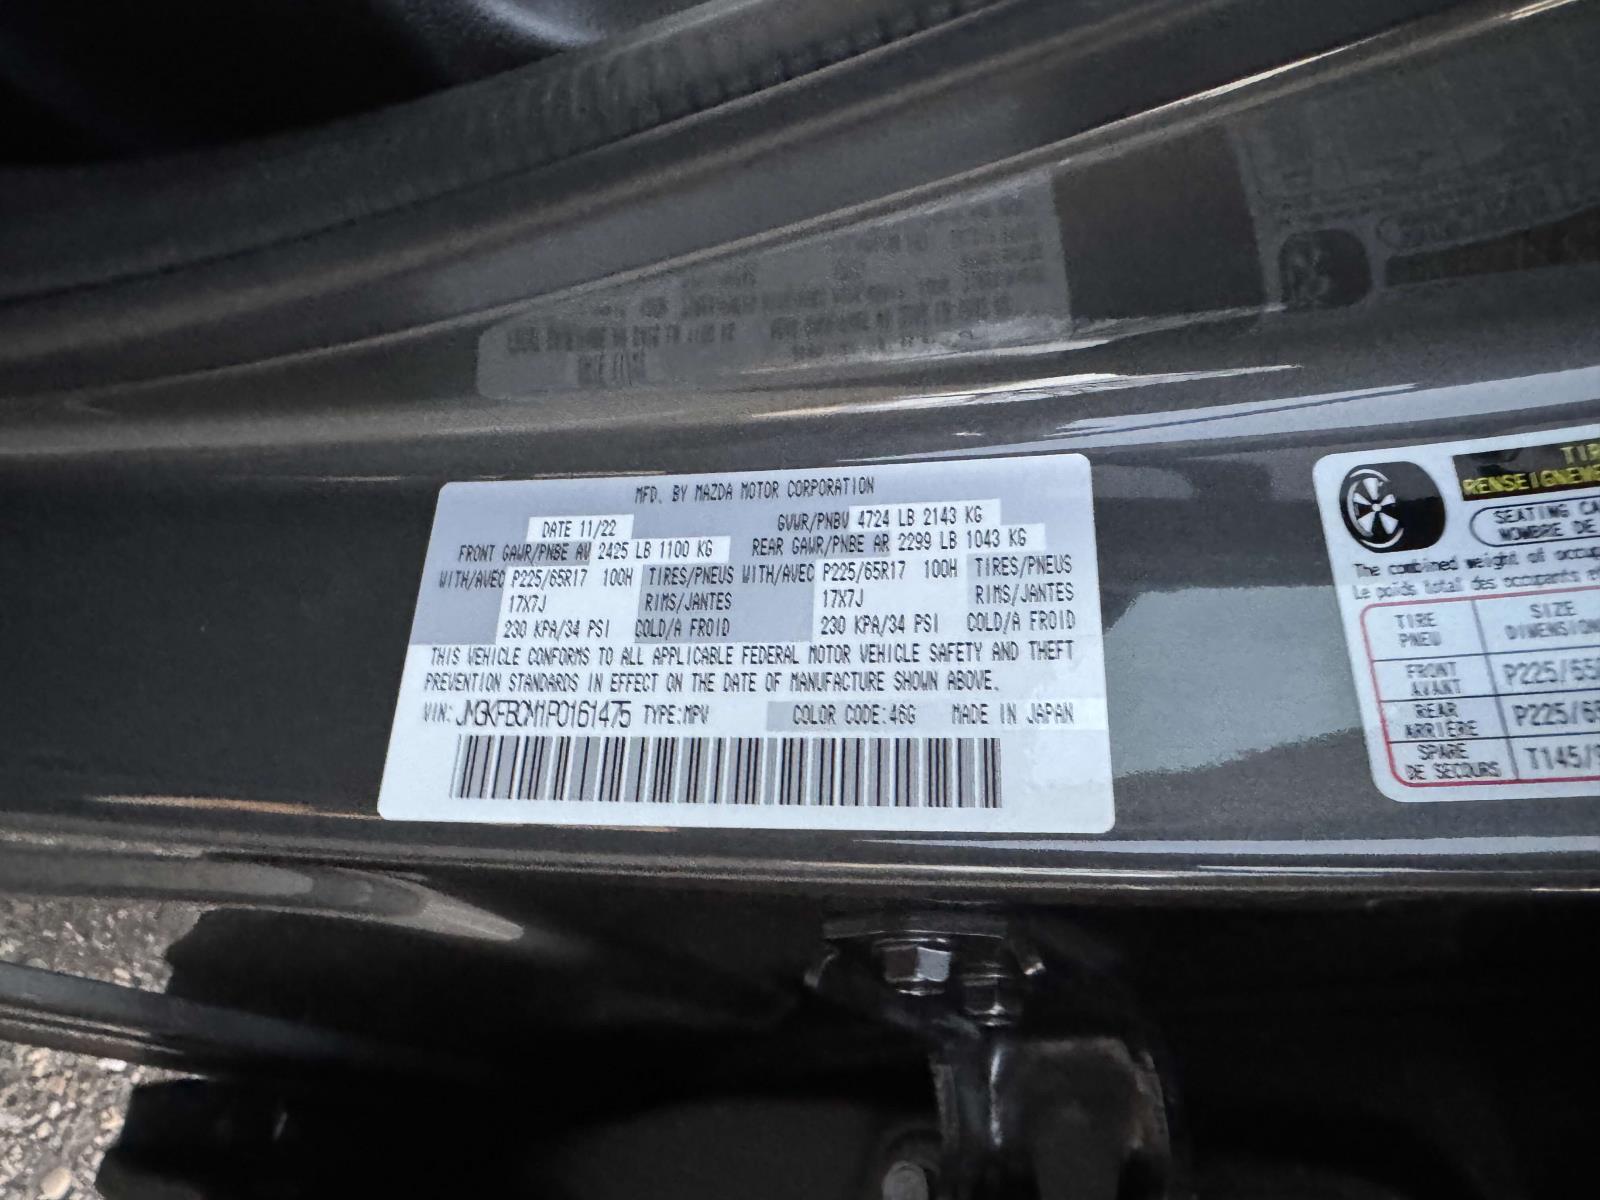 MFD. BY MAZDA MOTOR CORPORATION
DATE 11/22 GVWR/PNBV 4724 LB 2143 KG
FRONT GAWR/PNBE AV 2425 LB 1100 KG REAR GAWR/PNBE AR 2299 LB 1043 KG
WITH/AVEC P225/65R17 100H TIRES/PNEUS WITH/AVEC P225/65R17 100H TIRES/PNEUS
17X7J RIMS/JANTES 17X7J RIMS/JANTES
230 KPA/34 PSI COLD/A FROID 230 KPA/34 PSI COLD/A FROID
THIS VEHICLE CONFORMS TO ALL APPLICABLE FEDERAL MOTOR VEHICLE SAFETY AND THEFT
PREVENTION STANDARDS IN EFFECT ON THE DATE OF MANUFACTURE SHOWN ABOVE.
VIN: JM3KFBCM1P0161475 TYPE:MPV COLOR CODE:46G MADE IN JAPAN
TIR
RENSEIGNEME
SEATING CA
NOMBRE DE
The combined weight of occup
Le poids total des occupants e
TIRE SIZE
PNEU DIMENSION
FRONT P225/65
AVANT
REAR P225/65
ARRIÈRE
SPARE T145/9
DE SECOURS